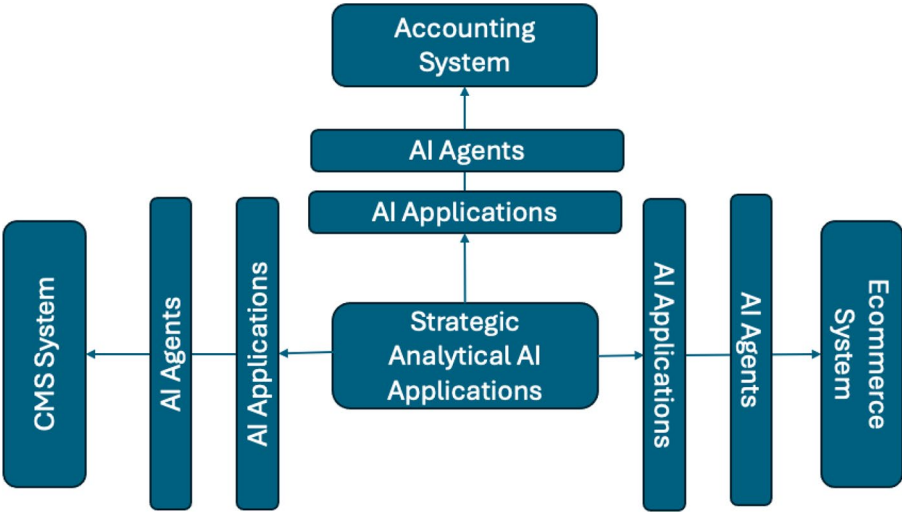 Accounting
System
AI Agents
AI Applications
Strategic
Analytical AI
Applications
CMS System
AI Agents
AI Applications
AI Applications
AI Agents
Ecommerce
System